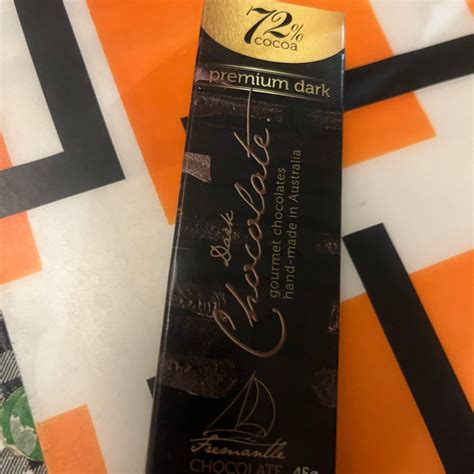 72%
cocoa
premium dark
Dark
Chocolate
gourmet chocolates
hand-made in Australia
Fremantle
CHOCOLATE 45g